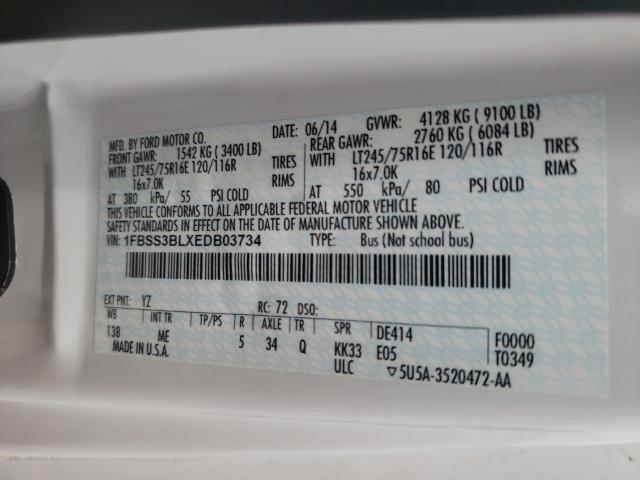 MFD. BY FORD MOTOR CO.
DATE: 06/14 GVWR: 4128 KG ( 9100 LB)
FRONT GAWR: 1542 KG ( 3400 LB) REAR GAWR: 2760 KG ( 6084 LB)
WITH LT245/75R16E 120/116R TIRES WITH LT245/75R16E 120/116R TIRES
16x7.0K RIMS 16x7.0K RIMS
AT 380 kPa/ 55 PSI COLD AT 550 kPa/ 80 PSI COLD
THIS VEHICLE CONFORMS TO ALL APPLICABLE FEDERAL MOTOR VEHICLE
SAFETY STANDARDS IN EFFECT ON THE DATE OF MANUFACTURE SHOWN ABOVE.
VIN: 1FBSS3BLXEDB03734 TYPE: Bus (Not school bus)
EXT PNT: YZ RC: 72 DSO:
WB INT TR TP/PS R AXLE TR SPR DE414 F0000
138 ME 5 34 Q KK33 E05 T0349
MADE IN U.S.A. ULC ▽5U5A-3520472-AA